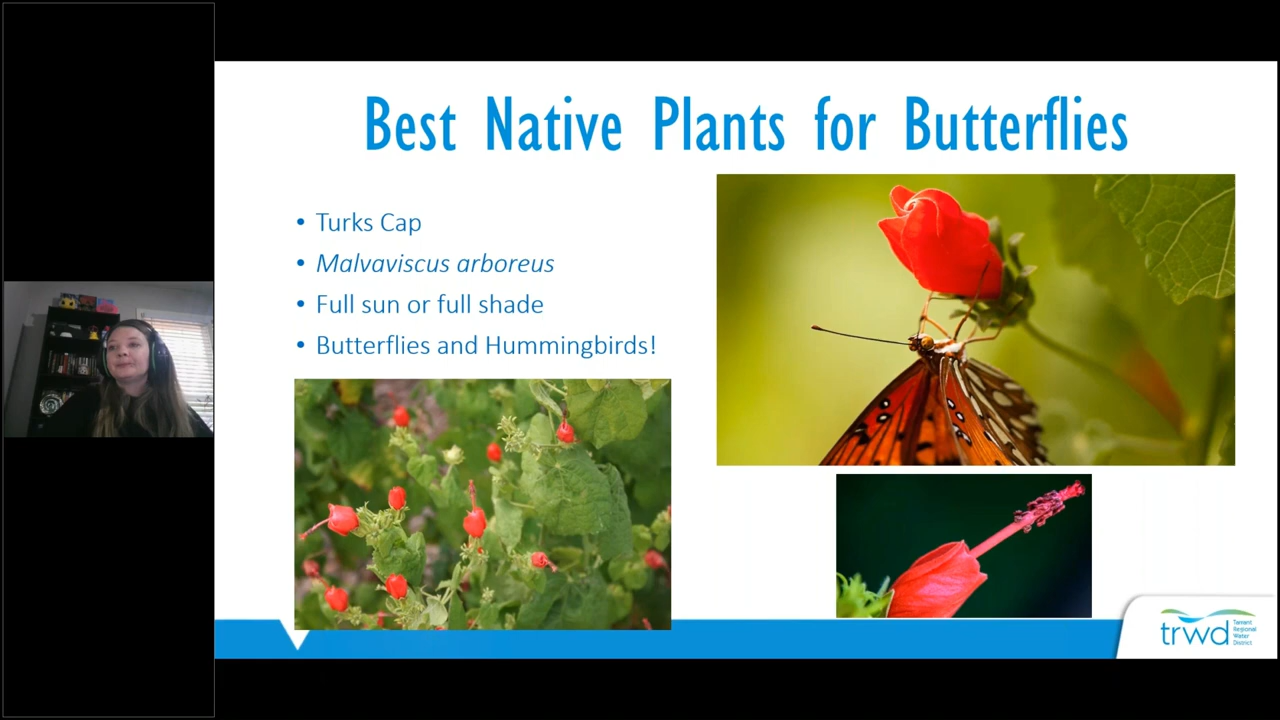 Best Native Plants for Butterflies
• Turks Cap
• Malvaviscus arboreus
• Full sun or full shade
• Butterflies and Hummingbirds!
trwd
Tarrant
Regional
Water
District